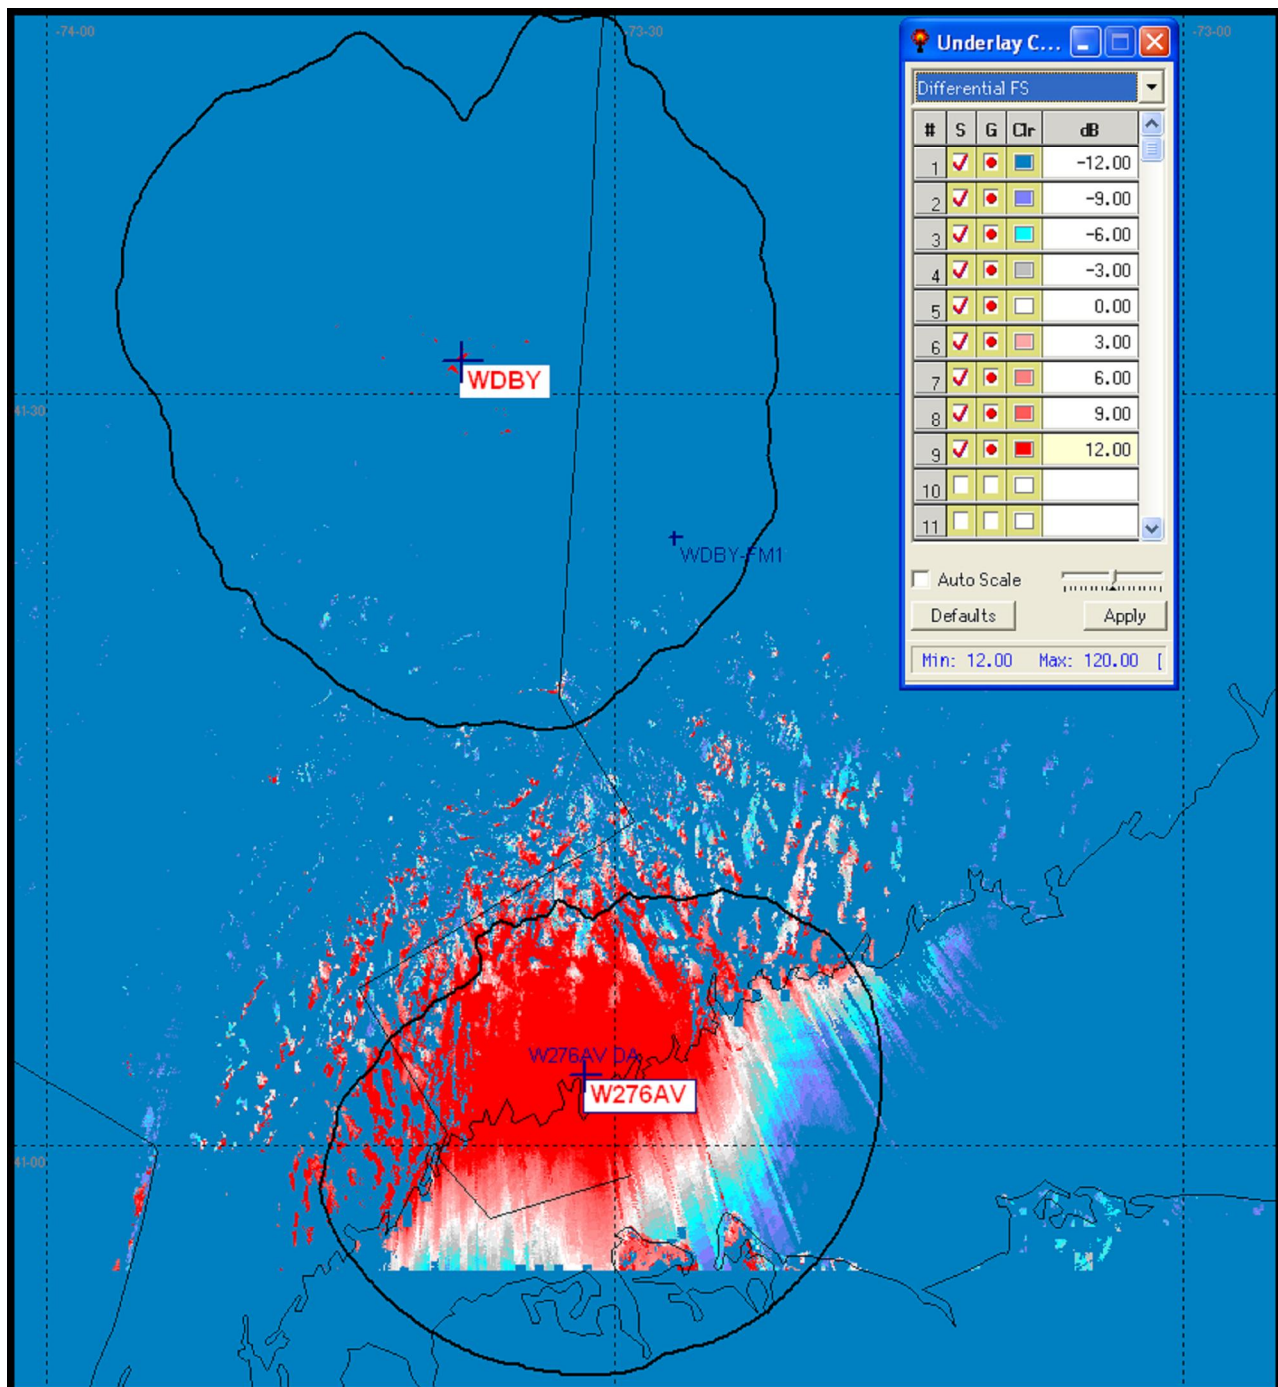 -74-00
-73-30
-73-00
Underlay C...
Differential FS
# S G Clr dB
1 -12.00
2 -9.00
3 -6.00
4 -3.00
5 0.00
6 3.00
7 6.00
8 9.00
9 12.00
10
11
Auto Scale
Defaults Apply
Min: 12.00 Max: 120.00 [
WDBY
41-30
WDBY-FM1
W276AV DA
W276AV
41-00